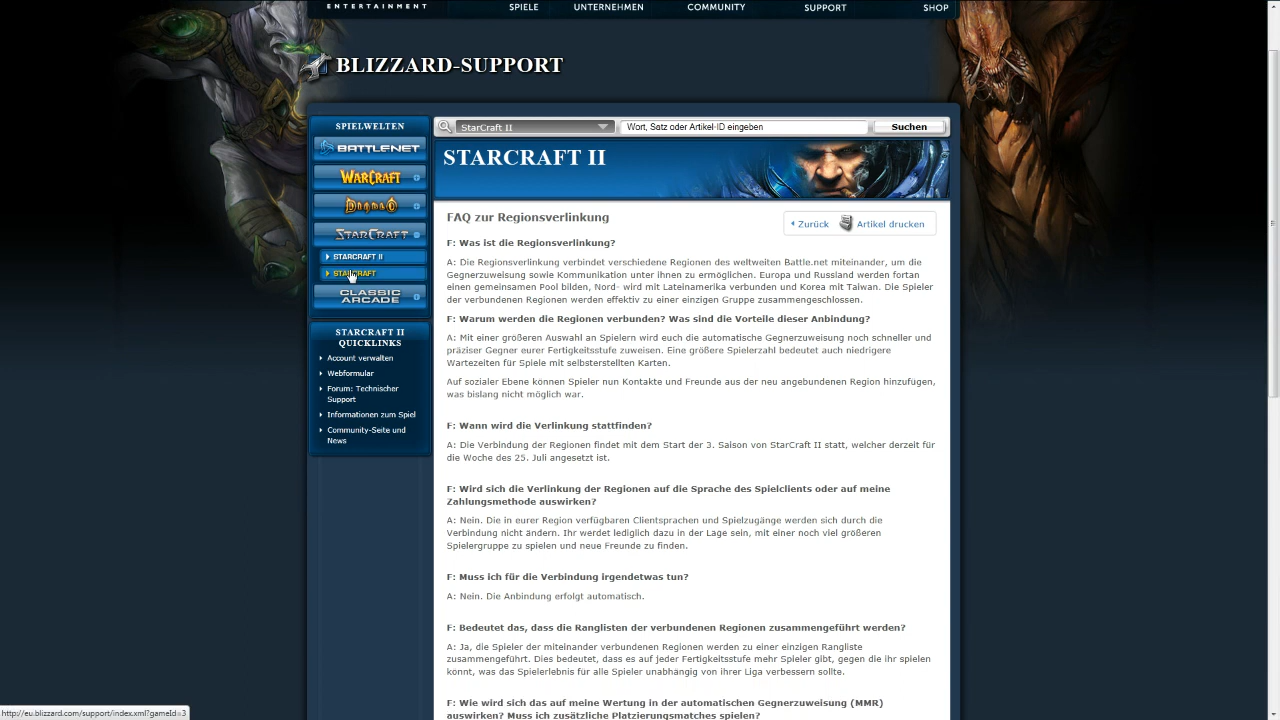 ENTERTAINMENT
SPIELE UNTERNEHMEN COMMUNITY SUPPORT SHOP
BLIZZARD-SUPPORT
SPIELWELTEN
BATTLE.NET
WARCRAFT
DIABLO
STARCRAFT
STARCRAFT II
STARCRAFT
CLASSIC
ARCADE
STARCRAFT II
QUICKLINKS
Account verwalten
Webformular
Forum: Technischer
Support
Informationen zum Spiel
Community-Seite und
News
StarCraft II Wort, Satz oder Artikel-ID eingeben Suchen
STARCRAFT II
FAQ zur Regionsverlinkung
Zurück Artikel drucken
F: Was ist die Regionsverlinkung?
A: Die Regionsverlinkung verbindet verschiedene Regionen des weltweiten Battle.net miteinander, um die
Gegnerzuweisung sowie Kommunikation unter ihnen zu ermöglichen. Europa und Russland werden fortan
einen gemeinsamen Pool bilden, Nord- wird mit Lateinamerika verbunden und Korea mit Taiwan. Die Spieler
der verbundenen Regionen werden effektiv zu einer einzigen Gruppe zusammengeschlossen.
F: Warum werden die Regionen verbunden? Was sind die Vorteile dieser Anbindung?
A: Mit einer größeren Auswahl an Spielern wird euch die automatische Gegnerzuweisung noch schneller und
präziser Gegner eurer Fertigkeitsstufe zuweisen. Eine größere Spielerzahl bedeutet auch niedrigere
Wartezeiten für Spiele mit selbsterstellten Karten.
Auf sozialer Ebene können Spieler nun Kontakte und Freunde aus der neu angebundenen Region hinzufügen,
was bislang nicht möglich war.
F: Wann wird die Verlinkung stattfinden?
A: Die Verbindung der Regionen findet mit dem Start der 3. Saison von StarCraft II statt, welcher derzeit für
die Woche des 25. Juli angesetzt ist.
F: Wird sich die Verlinkung der Regionen auf die Sprache des Spielclients oder auf meine
Zahlungsmethode auswirken?
A: Nein. Die in eurer Region verfügbaren Clientsprachen und Spielzugänge werden sich durch die
Verbindung nicht ändern. Ihr werdet lediglich dazu in der Lage sein, mit einer noch viel größeren
Spielergruppe zu spielen und neue Freunde zu finden.
F: Muss ich für die Verbindung irgendetwas tun?
A: Nein. Die Anbindung erfolgt automatisch.
F: Bedeutet das, dass die Ranglisten der verbundenen Regionen zusammengeführt werden?
A: Ja, die Spieler der miteinander verbundenen Regionen werden zu einer einzigen Rangliste
zusammengeführt. Dies bedeutet, dass es auf jeder Fertigkeitsstufe mehr Spieler gibt, gegen die ihr spielen
könnt, was das Spielerlebnis für alle Spieler unabhängig von ihrer Liga verbessern sollte.
F: Wie wird sich das auf meine Wertung in der automatischen Gegnerzuweisung (MMR)
auswirken? Muss ich zusätzliche Platzierungsmatches spielen?
http://eu.blizzard.com/support/index.xml?gameId=3